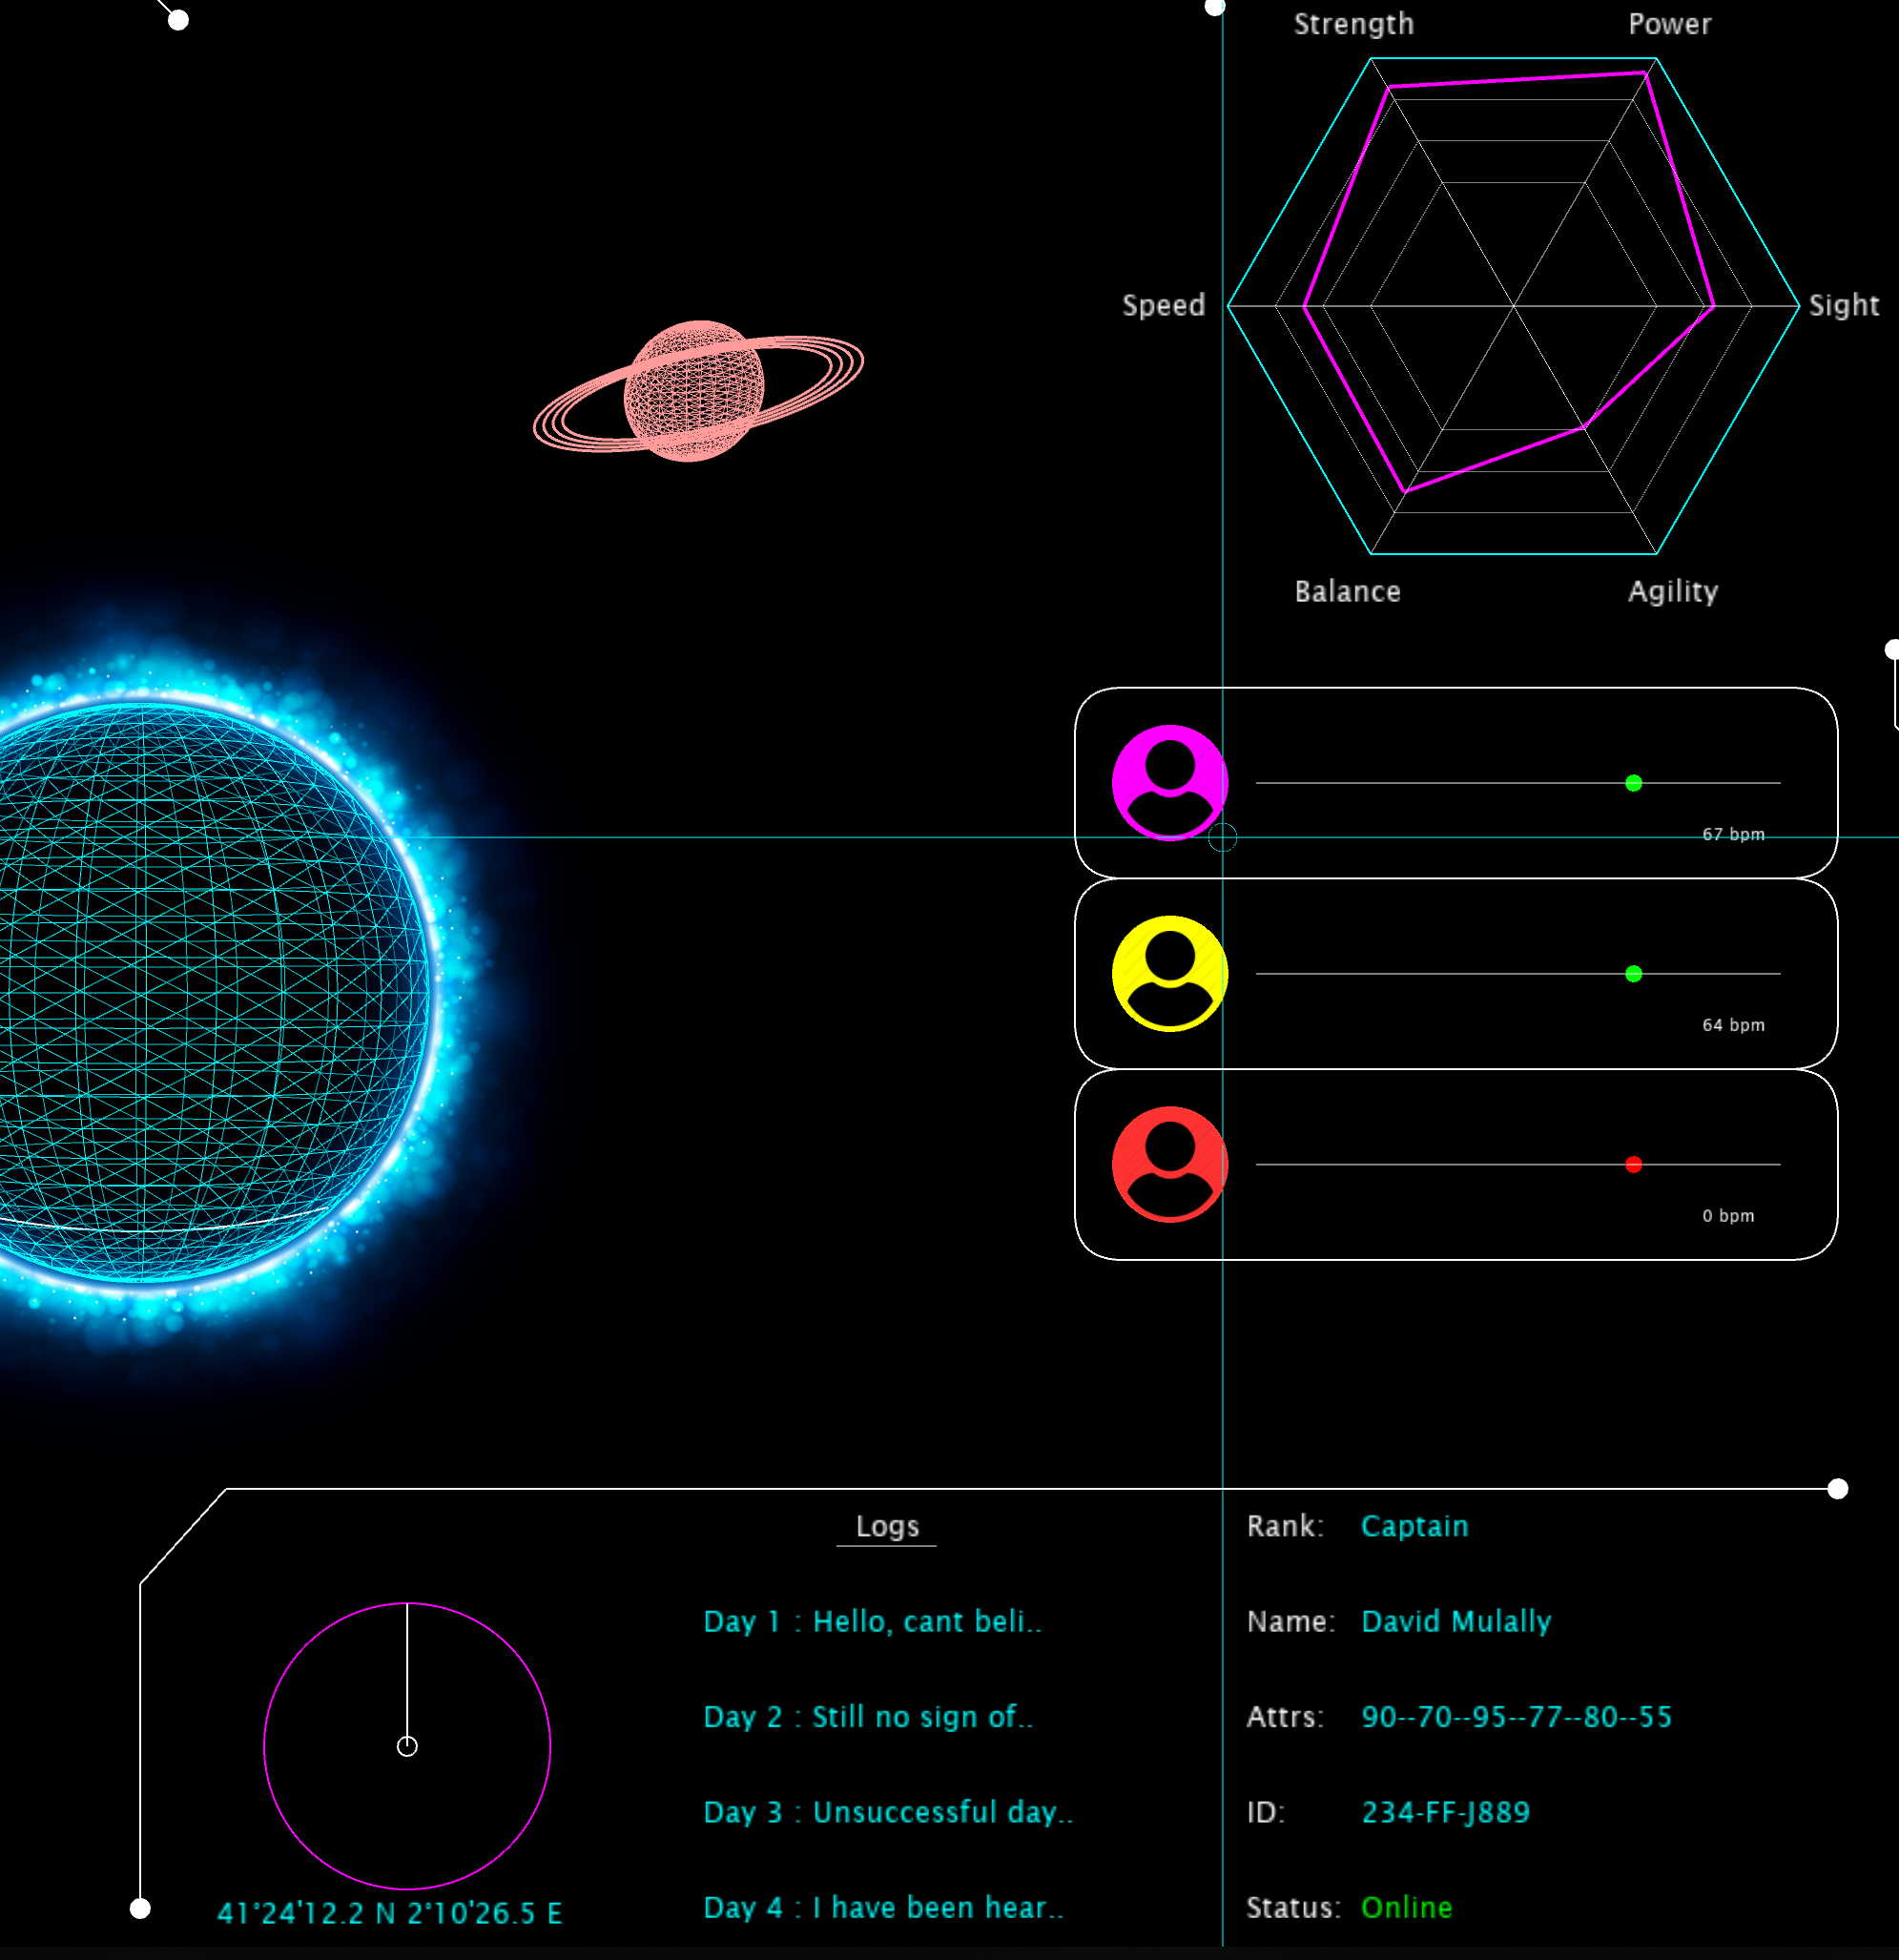 Strength Power
Speed Sight
Balance Agility
67 bpm
64 bpm
0 bpm
Logs
Day 1 : Hello, cant beli..
Day 2 : Still no sign of..
Day 3 : Unsuccessful day..
Day 4 : I have been hear..
Rank: Captain
Name: David Mulally
Attrs: 90--70--95--77--80--55
ID: 234-FF-J889
Status: Online
41°24'12.2 N 2°10'26.5 E